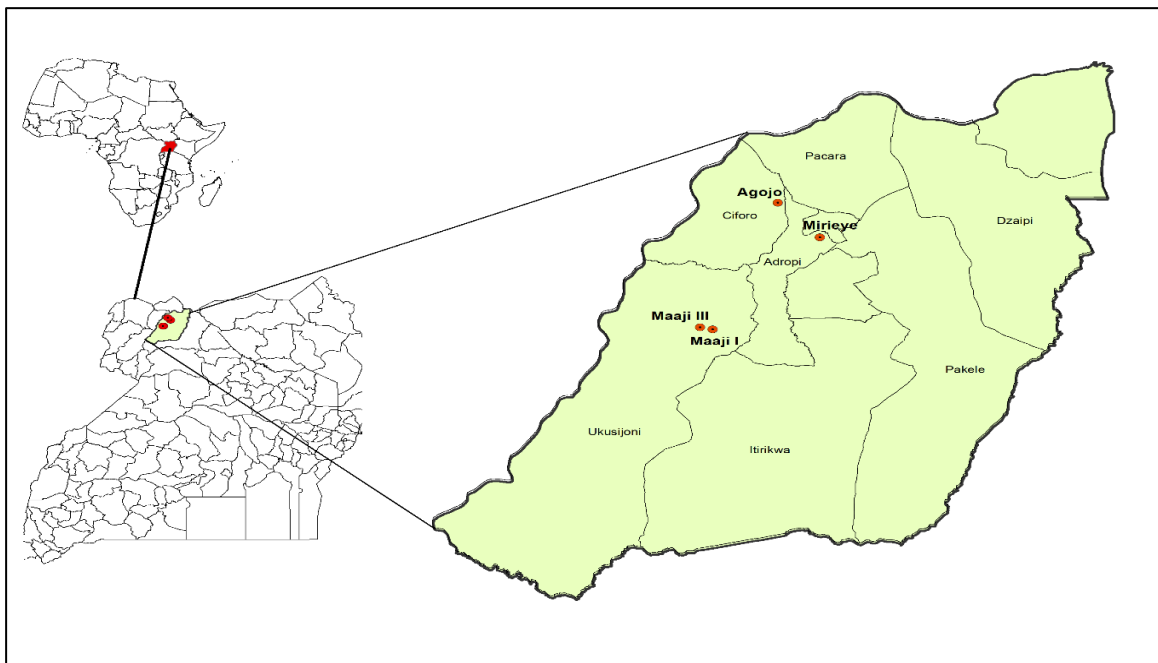 Pacara
Agojo
Ciforo
Mirieye
Dzaipi
Adropi
Maaji III
Maaji I
Pakele
Ukusijoni
Itirikwa